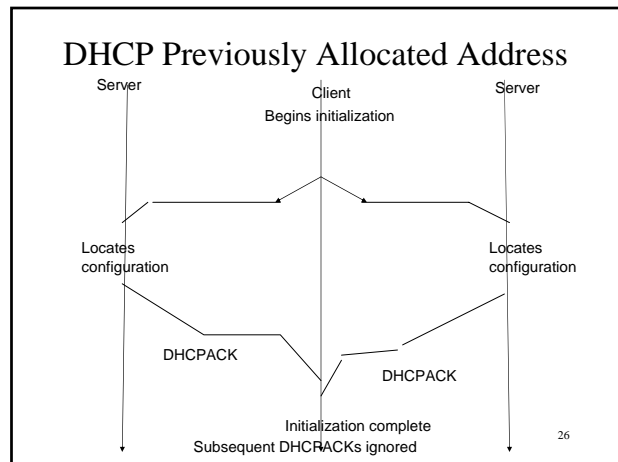 DHCP Previously Allocated Address
Server
Client
Server
Begins initialization
Locates
configuration
Locates
configuration
DHCPACK
DHCPACK
Initialization complete
Subsequent DHCPACKs ignored
26